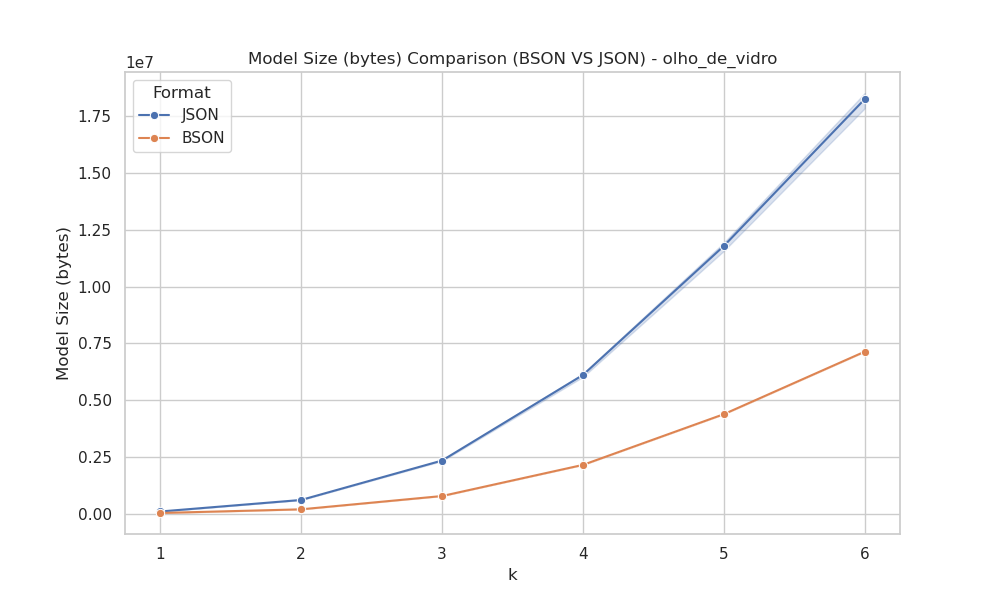 Model Size (bytes) Comparison (BSON VS JSON) - olho_de_vidro
1e7
Format
JSON
BSON
1.75
1.50
1.25
1.00
0.75
0.50
0.25
0.00
Model Size (bytes)
1 2 3 4 5 6
k